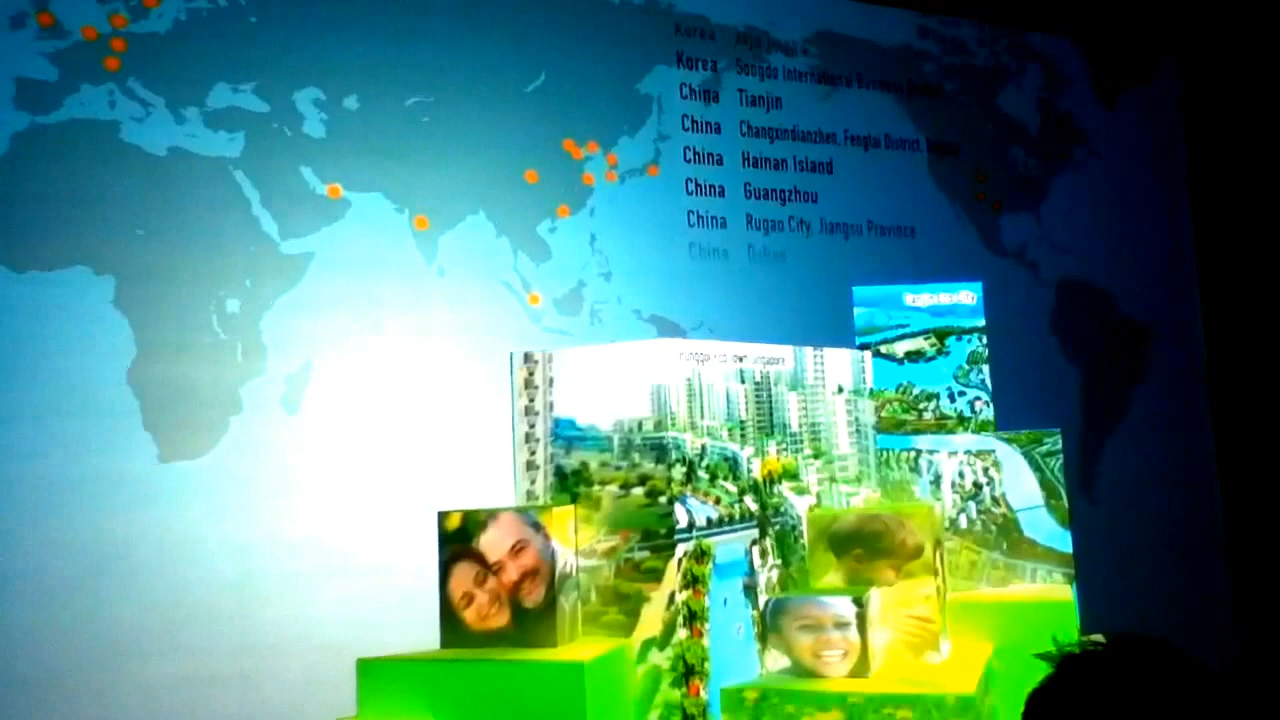 Korea
Korea Songdo International Business
China Tianjin
China Changxindianzhen, Fengtai District,
China Hainan Island
China Guangzhou
China Rugao City, Jiangsu Province
China